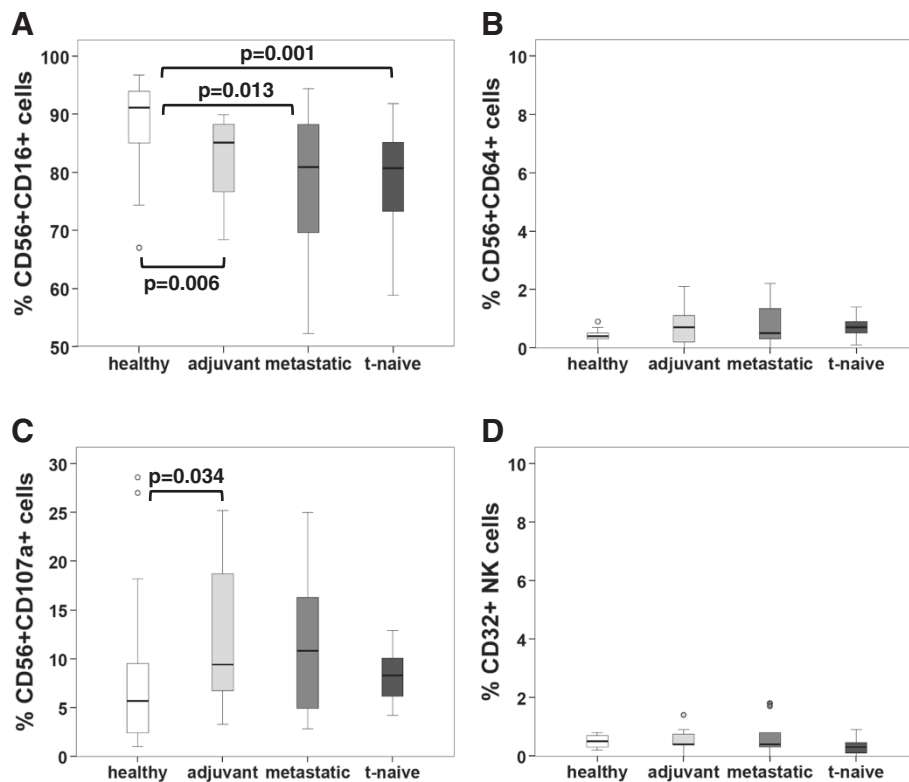 A
% CD56+CD16+ cells
100
90
80
70
60
50
p=0.001
p=0.013
p=0.006
healthy adjuvant metastatic t-naive
B
% CD56+CD64+ cells
10
8
6
4
2
0
healthy adjuvant metastatic t-naive
C
% CD56+CD107a+ cells
30
25
20
15
10
5
0
p=0.034
healthy adjuvant metastatic t-naive
D
% CD32+ NK cells
10
8
6
4
2
0
healthy adjuvant metastatic t-naive